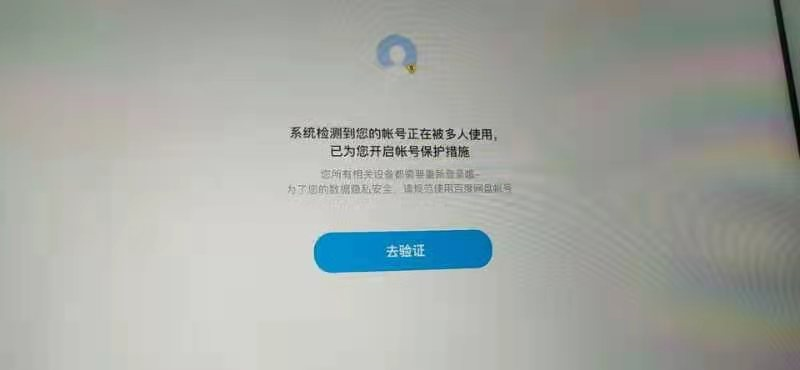 系统检测到您的帐号正在被多人使用，
已为您开启帐号保护措施
您所有相关设备都需要重新登录哦~
为了您的数据隐私安全，请规范使用百度网盘帐号
去验证